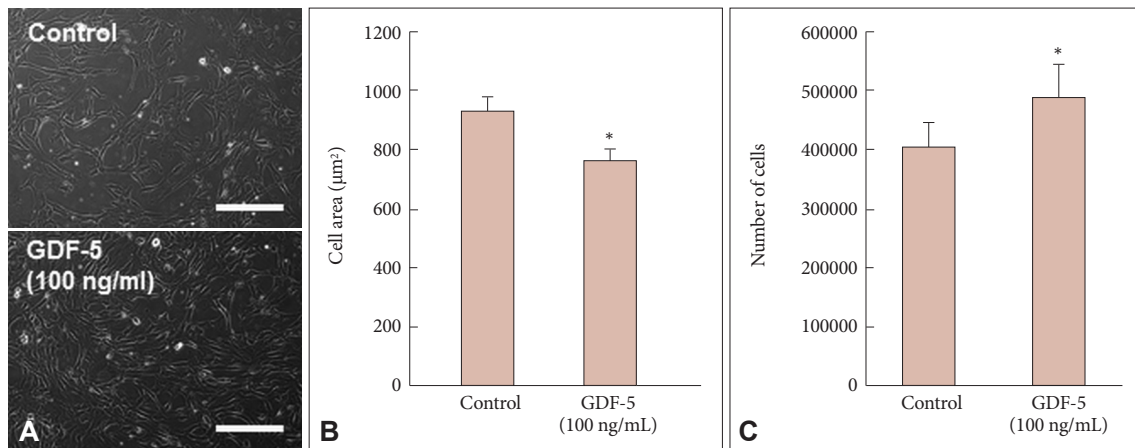 Control
GDF-5
(100 ng/ml)
A
1200
1000
800
600
400
200
0
Cell area (μm²)
*
Control
GDF-5
(100 ng/mL)
B
600000
500000
400000
300000
200000
100000
0
Number of cells
*
Control
GDF-5
(100 ng/mL)
C